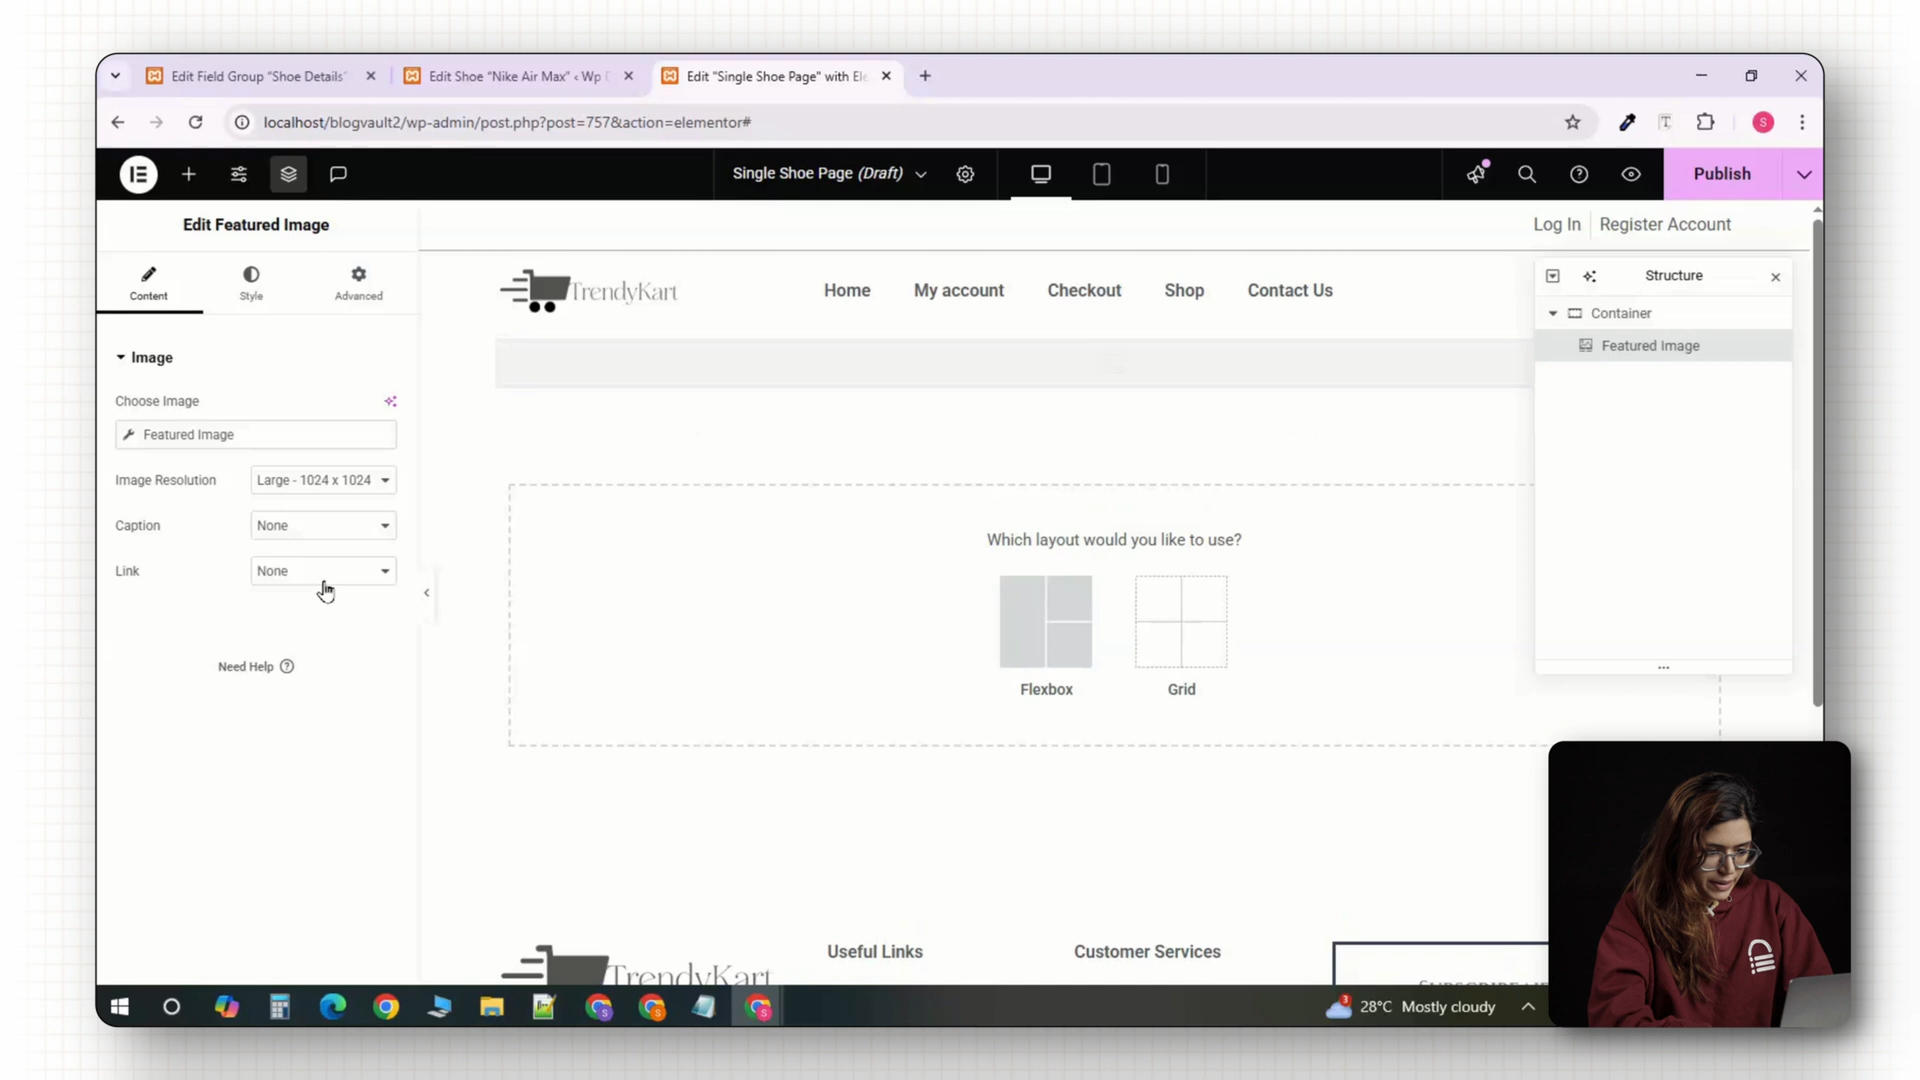 Edit Field Group "Shoe Details"
Edit Shoe "Nike Air Max" ‹ Wp
Edit "Single Shoe Page" with Ele
localhost/blogvault2/wp-admin/post.php?post=757&action=elementor#
S
Single Shoe Page (Draft)
Publish
Edit Featured Image
Content
Style
Advanced
Image
Choose Image
Featured Image
Image Resolution
Large - 1024 x 1024
Caption
None
Link
None
Need Help
Log In
Register Account
TrendyKart
Home
My account
Checkout
Shop
Contact Us
Structure
Container
Featured Image
Which layout would you like to use?
Flexbox
Grid
TrendyKart
Useful Links
Customer Services
3
28°C
Mostly cloudy